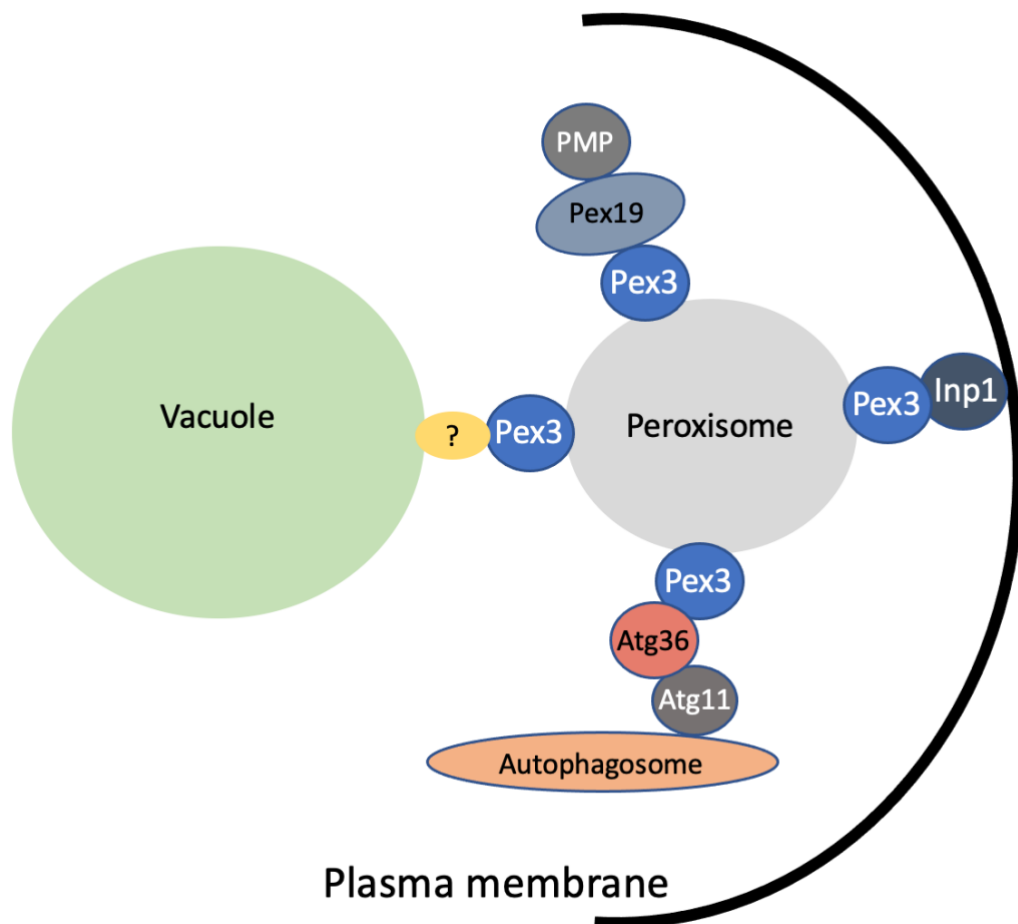 PMP
Pex19
Pex3
Vacuole
?
Pex3
Peroxisome
Pex3
Inp1
Pex3
Atg36
Atg11
Autophagosome
Plasma membrane